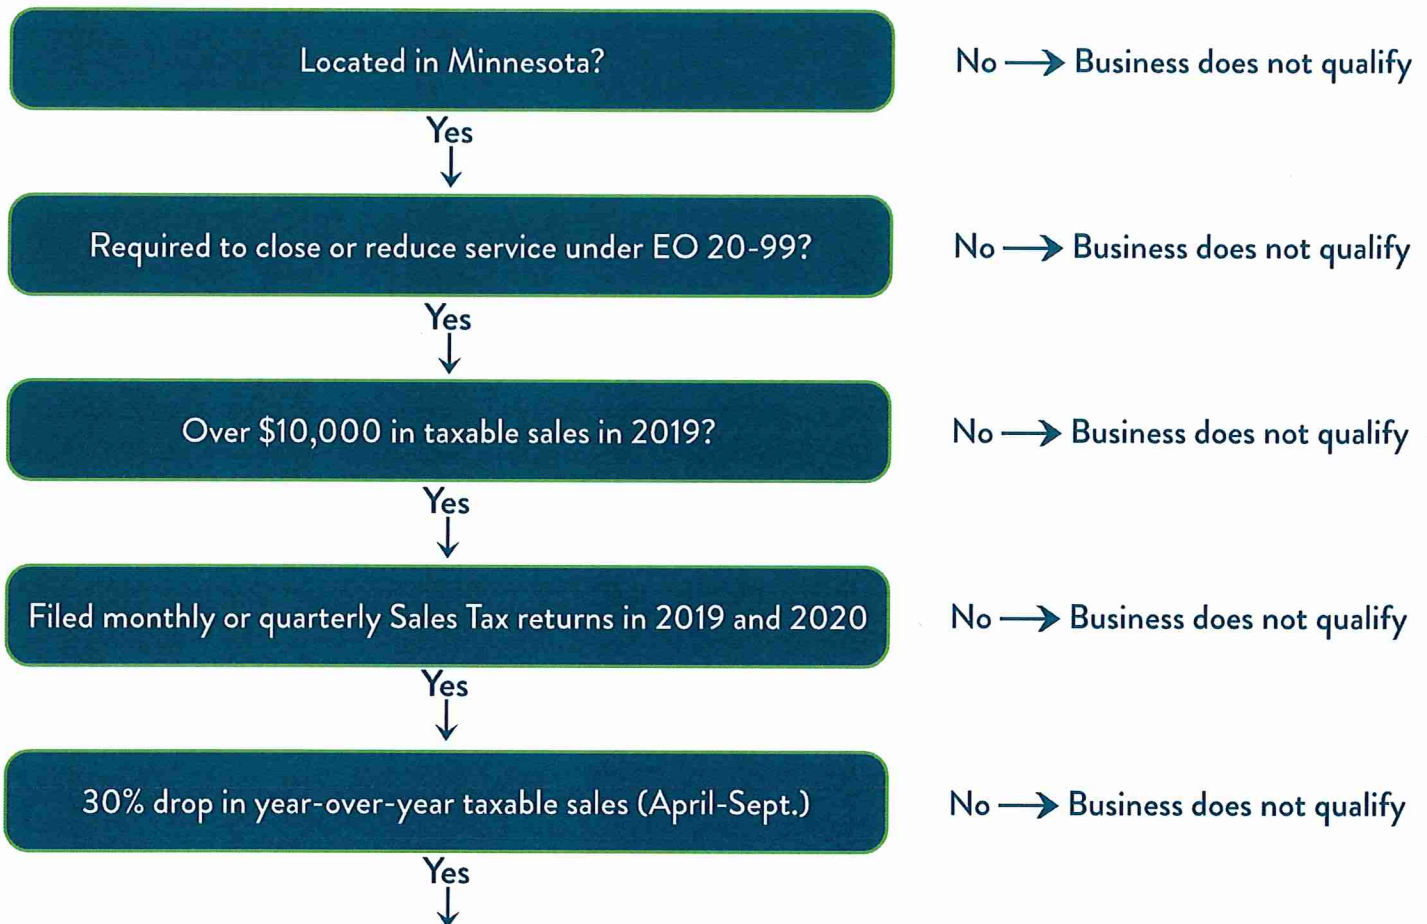 Located in Minnesota?
No → Business does not qualify
Yes
Required to close or reduce service under EO 20-99?
No → Business does not qualify
Yes
Over $10,000 in taxable sales in 2019?
No → Business does not qualify
Yes
Filed monthly or quarterly Sales Tax returns in 2019 and 2020
No → Business does not qualify
Yes
30% drop in year-over-year taxable sales (April-Sept.)
No → Business does not qualify
Yes